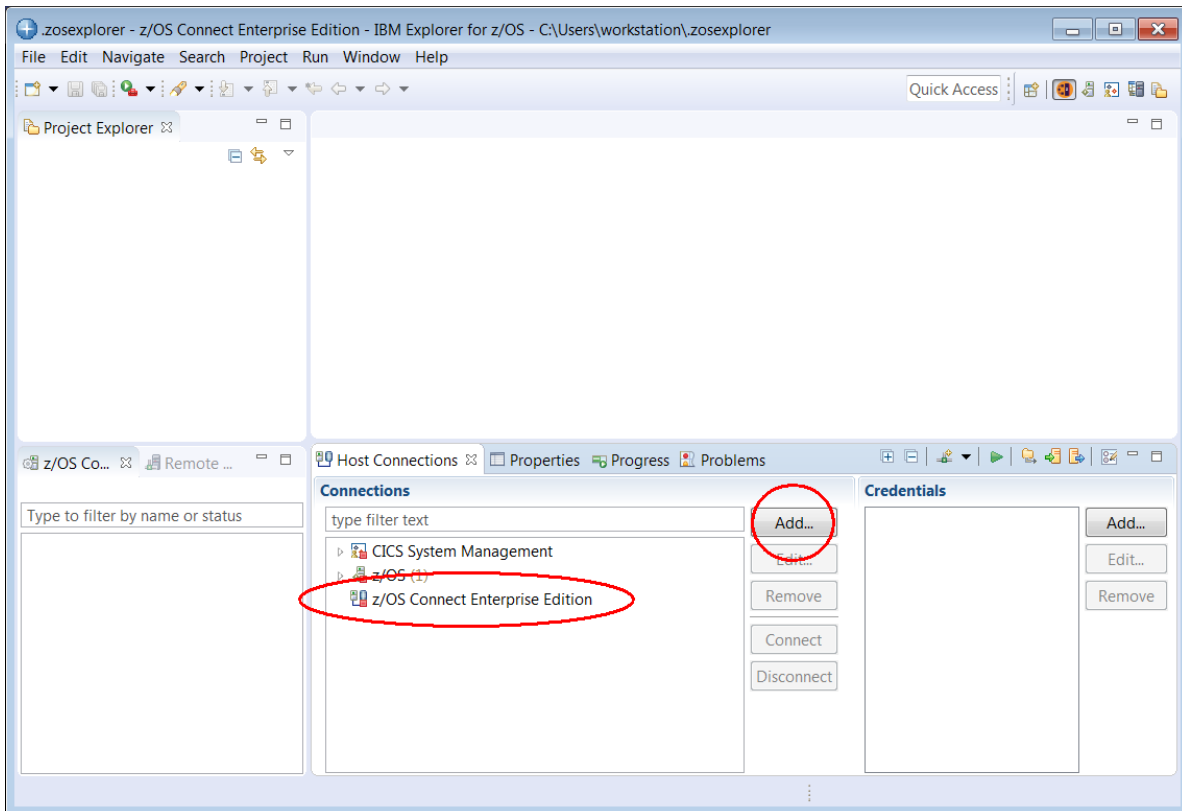 .zosexplorer - z/OS Connect Enterprise Edition - IBM Explorer for z/OS - C:\Users\workstation\.zosexplorer
File Edit Navigate Search Project Run Window Help
Quick Access
Project Explorer
z/OS Co... Remote ...
Type to filter by name or status
Host Connections Properties Progress Problems
Connections
type filter text
CICS System Management
z/OS (1)
z/OS Connect Enterprise Edition
Add...
Edit...
Remove
Connect
Disconnect
Credentials
Add...
Edit...
Remove